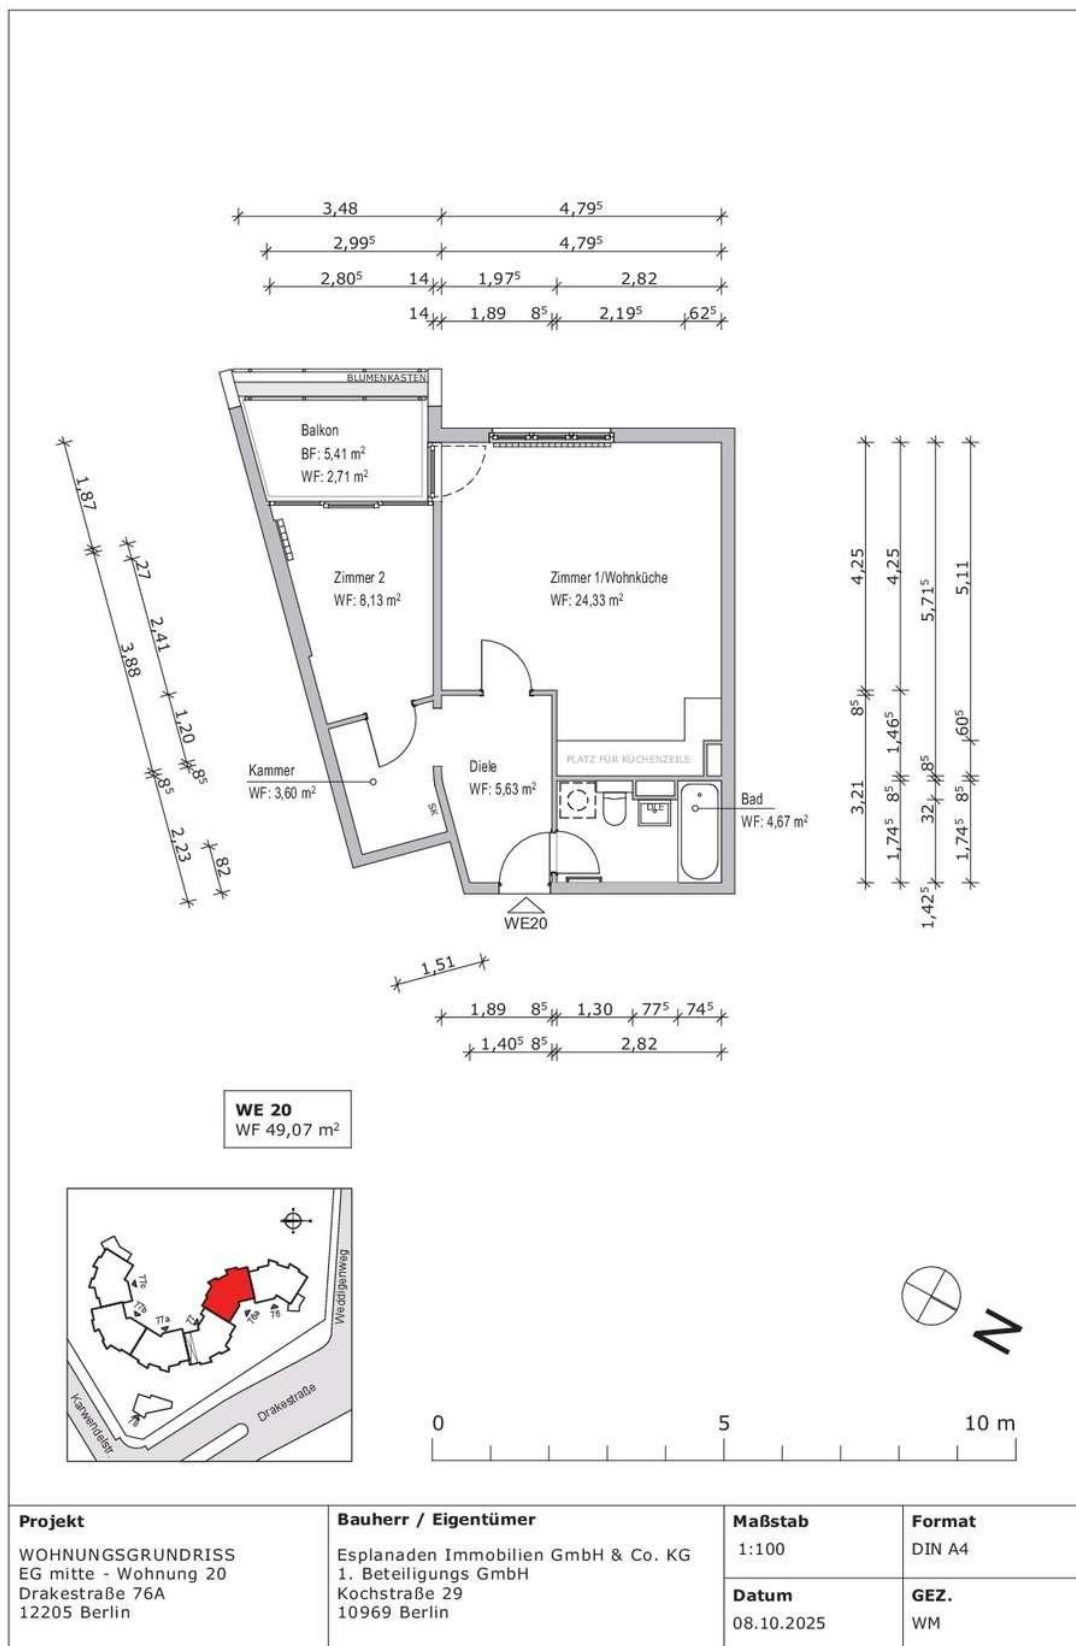 3,48 4,79⁵
2,99⁵ 4,79⁵
2,80⁵ 14 1,97⁵ 2,82
14 1,89 8⁵ 2,19⁵ 62⁵
BLUMENKASTEN
Balkon
BF: 5,41 m²
WF: 2,71 m²
1,87
3,88
8⁵
2,23
27
2,41
1,20
8⁵
82
Zimmer 2
WF: 8,13 m²
Zimmer 1/Wohnküche
WF: 24,33 m²
4,25
8⁵
3,21
4,25
1,46⁵
8⁵
1,74⁵
5,71⁵
8⁵
32
1,42⁵
5,11
60⁵
8⁵
1,74⁵
PLATZ FÜR KÜCHENZEILE
Kammer
WF: 3,60 m²
Diele
WF: 5,63 m²
SK
DLE
Bad
WF: 4,67 m²
WE20
1,51
1,89 8⁵ 1,30 77⁵ 74⁵
1,40⁵ 8⁵ 2,82
WE 20
WF 49,07 m²
77c
77b
77a
77
76a
76
78
Weddigenweg
Drakestraße
Karwendelstr.
N
0 5 10 m
Projekt
WOHNUNGSGRUNDRISS
EG mitte - Wohnung 20
Drakestraße 76A
12205 Berlin
Bauherr / Eigentümer
Esplanaden Immobilien GmbH & Co. KG
1. Beteiligungs GmbH
Kochstraße 29
10969 Berlin
Maßstab
1:100
Format
DIN A4
Datum
08.10.2025
GEZ.
WM